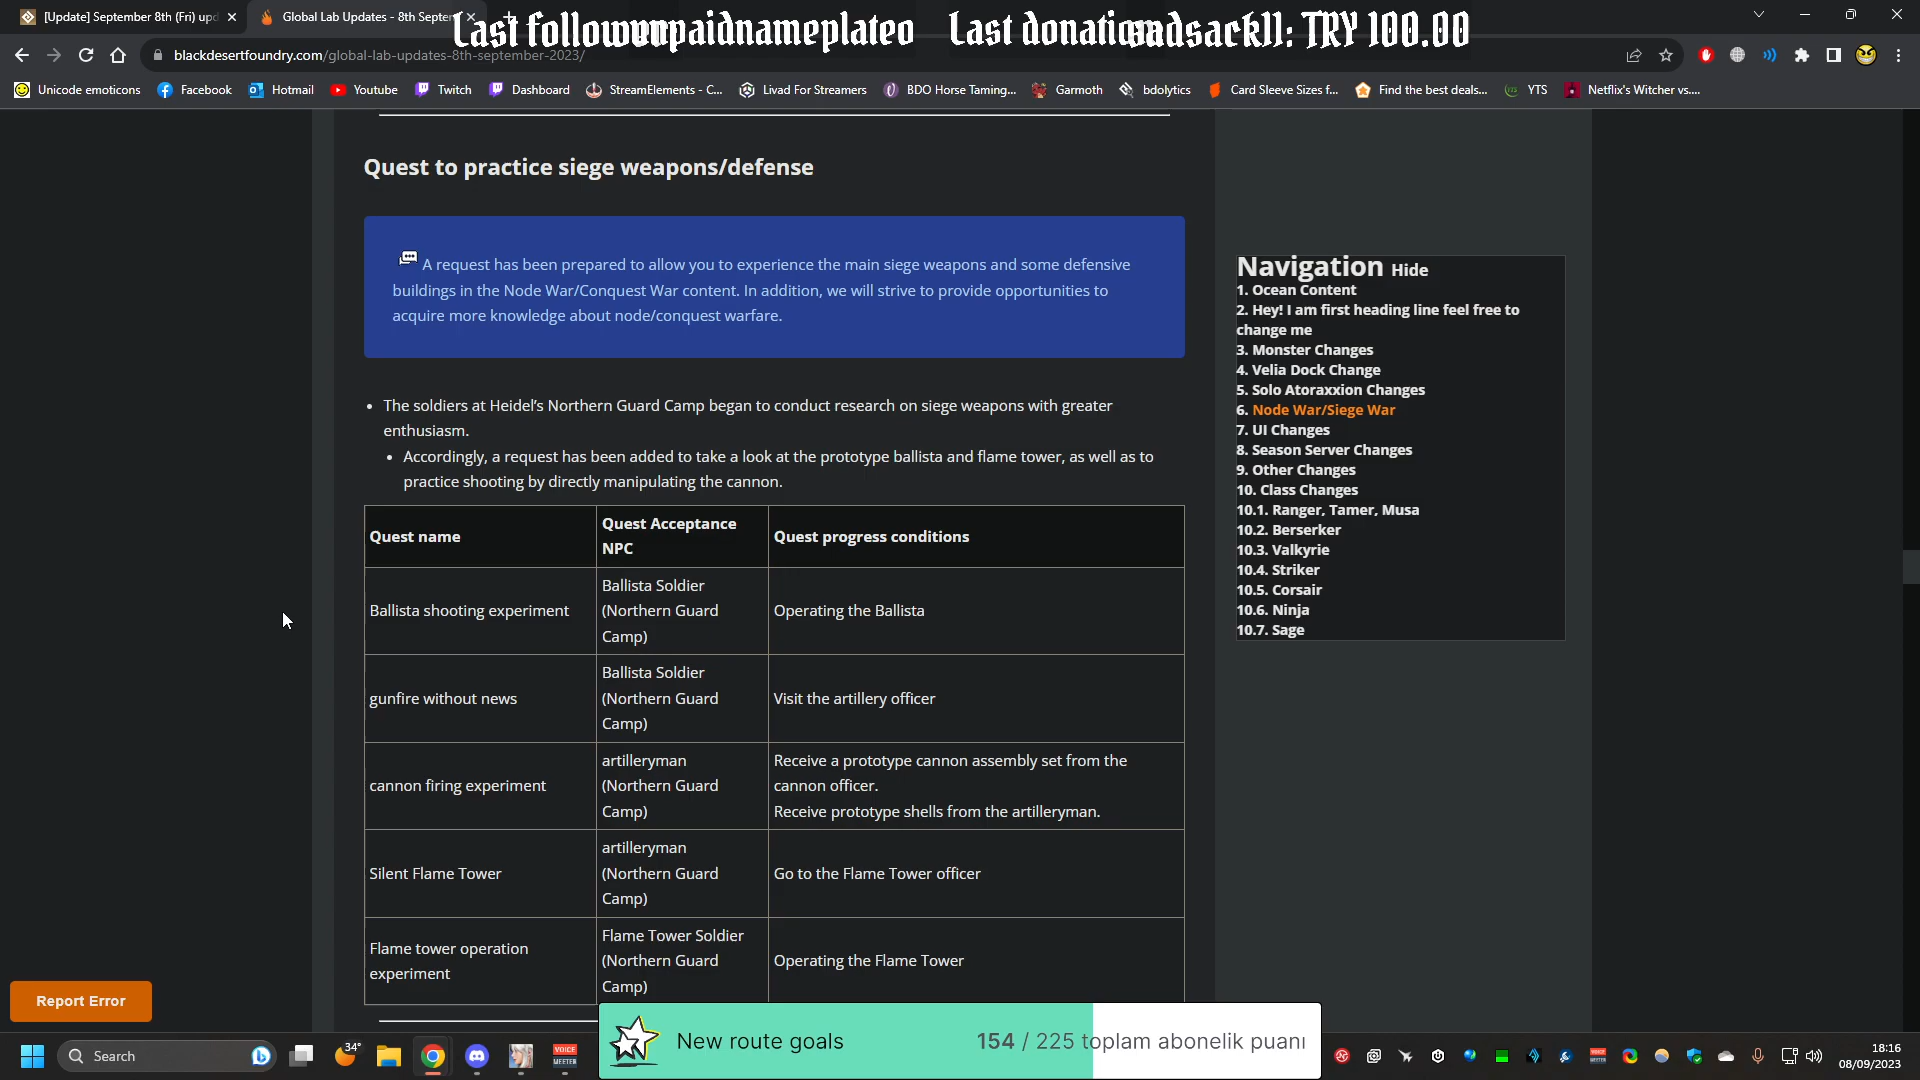 [Update] September 8th (Fri) upd
Global Lab Updates - 8th Septem
Last follower
unpaidnameplateo
Last donation
sadsack11: TRY 100.00
blackdesertfoundry.com/global-lab-updates-8th-september-2023/
Unicode emoticons
Facebook
Hotmail
Youtube
Twitch
Dashboard
StreamElements - C...
Livad For Streamers
BDO Horse Taming...
Garmoth
bdolytics
Card Sleeve Sizes f...
Find the best deals...
YTS
Netflix's Witcher vs....
Quest to practice siege weapons/defense
A request has been prepared to allow you to experience the main siege weapons and some defensive
buildings in the Node War/Conquest War content. In addition, we will strive to provide opportunities to
acquire more knowledge about node/conquest warfare.
• The soldiers at Heidel's Northern Guard Camp began to conduct research on siege weapons with greater
enthusiasm.
• Accordingly, a request has been added to take a look at the prototype ballista and flame tower, as well as to
practice shooting by directly manipulating the cannon.
Quest name
Quest Acceptance
NPC
Quest progress conditions
Ballista shooting experiment
Ballista Soldier
(Northern Guard
Camp)
Operating the Ballista
gunfire without news
Ballista Soldier
(Northern Guard
Camp)
Visit the artillery officer
cannon firing experiment
artilleryman
(Northern Guard
Camp)
Receive a prototype cannon assembly set from the
cannon officer.
Receive prototype shells from the artilleryman.
Silent Flame Tower
artilleryman
(Northern Guard
Camp)
Go to the Flame Tower officer
Flame tower operation
experiment
Flame Tower Soldier
(Northern Guard
Camp)
Operating the Flame Tower
Navigation Hide
1. Ocean Content
2. Hey! I am first heading line feel free to
change me
3. Monster Changes
4. Velia Dock Change
5. Solo Atoraxxion Changes
6. Node War/Siege War
7. UI Changes
8. Season Server Changes
9. Other Changes
10. Class Changes
10.1. Ranger, Tamer, Musa
10.2. Berserker
10.3. Valkyrie
10.4. Striker
10.5. Corsair
10.6. Ninja
10.7. Sage
Report Error
New route goals
154 / 225 toplam abonelik puanı
Search
34°
VOICE
MEETER
18:16
08/09/2023